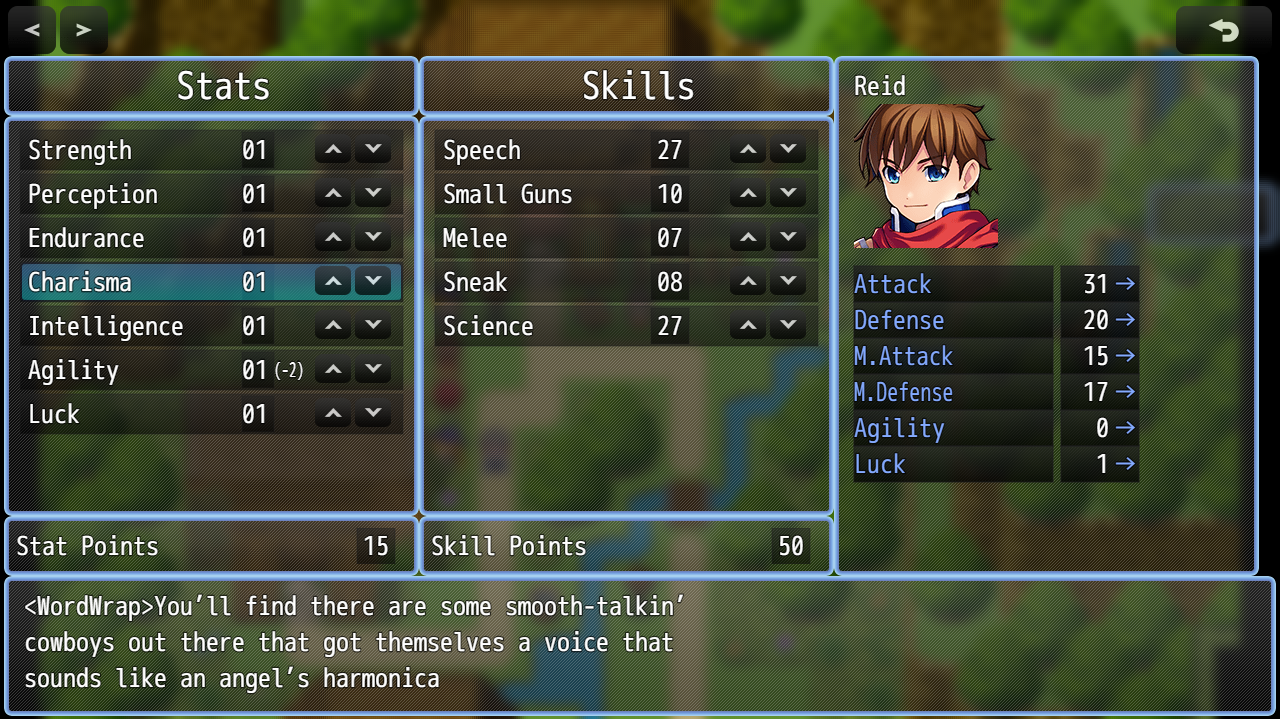 < >
Stats
Skills
Reid
Strength 01
Perception 01
Endurance 01
Charisma 01
Intelligence 01
Agility 01 (-2)
Luck 01
Speech 27
Small Guns 10
Melee 07
Sneak 08
Science 27
Attack 31→
Defense 20→
M.Attack 15→
M.Defense 17→
Agility 0→
Luck 1→
Stat Points 15
Skill Points 50
<WordWrap>You'll find there are some smooth-talkin'
cowboys out there that got themselves a voice that
sounds like an angel's harmonica